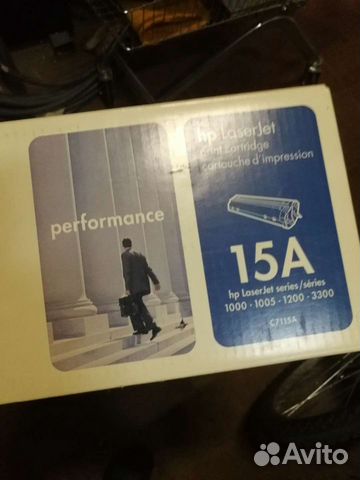 performance
hp LaserJet
print cartridge
cartouche d'impression
15A
hp LaserJet series/séries
1000 · 1005 · 1200 · 3300
C7115A
Avito